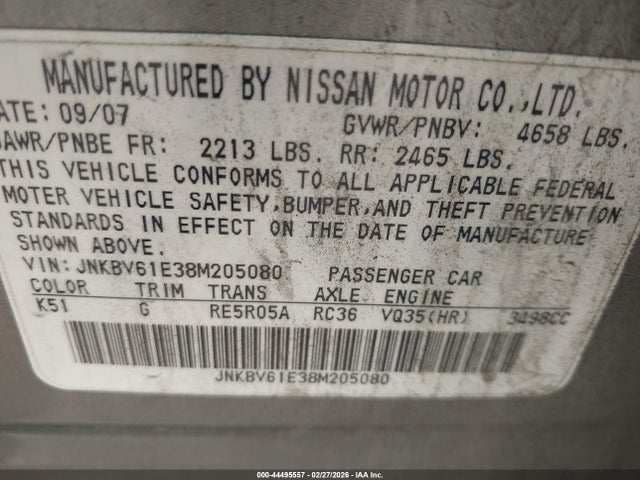 MANUFACTURED BY NISSAN MOTOR CO.,LTD.
ATE: 09/07 GVWR/PNBV: 4658 LBS.
AWR/PNBE FR: 2213 LBS. RR: 2465 LBS.
THIS VEHICLE CONFORMS TO ALL APPLICABLE FEDERAL
MOTER VEHICLE SAFETY,BUMPER,AND THEFT PREVENTION
STANDARDS IN EFFECT ON THE DATE OF MANUFACTURE
SHOWN ABOVE.
VIN: JNKBV61E38M205080 PASSENGER CAR
COLOR TRIM TRANS AXLE ENGINE
K51 G RE5R05A RC36 VQ35(HR) 3498CC
JNKBV61E38M205080
000-44495557 - 02/27/2026 - IAA Inc.